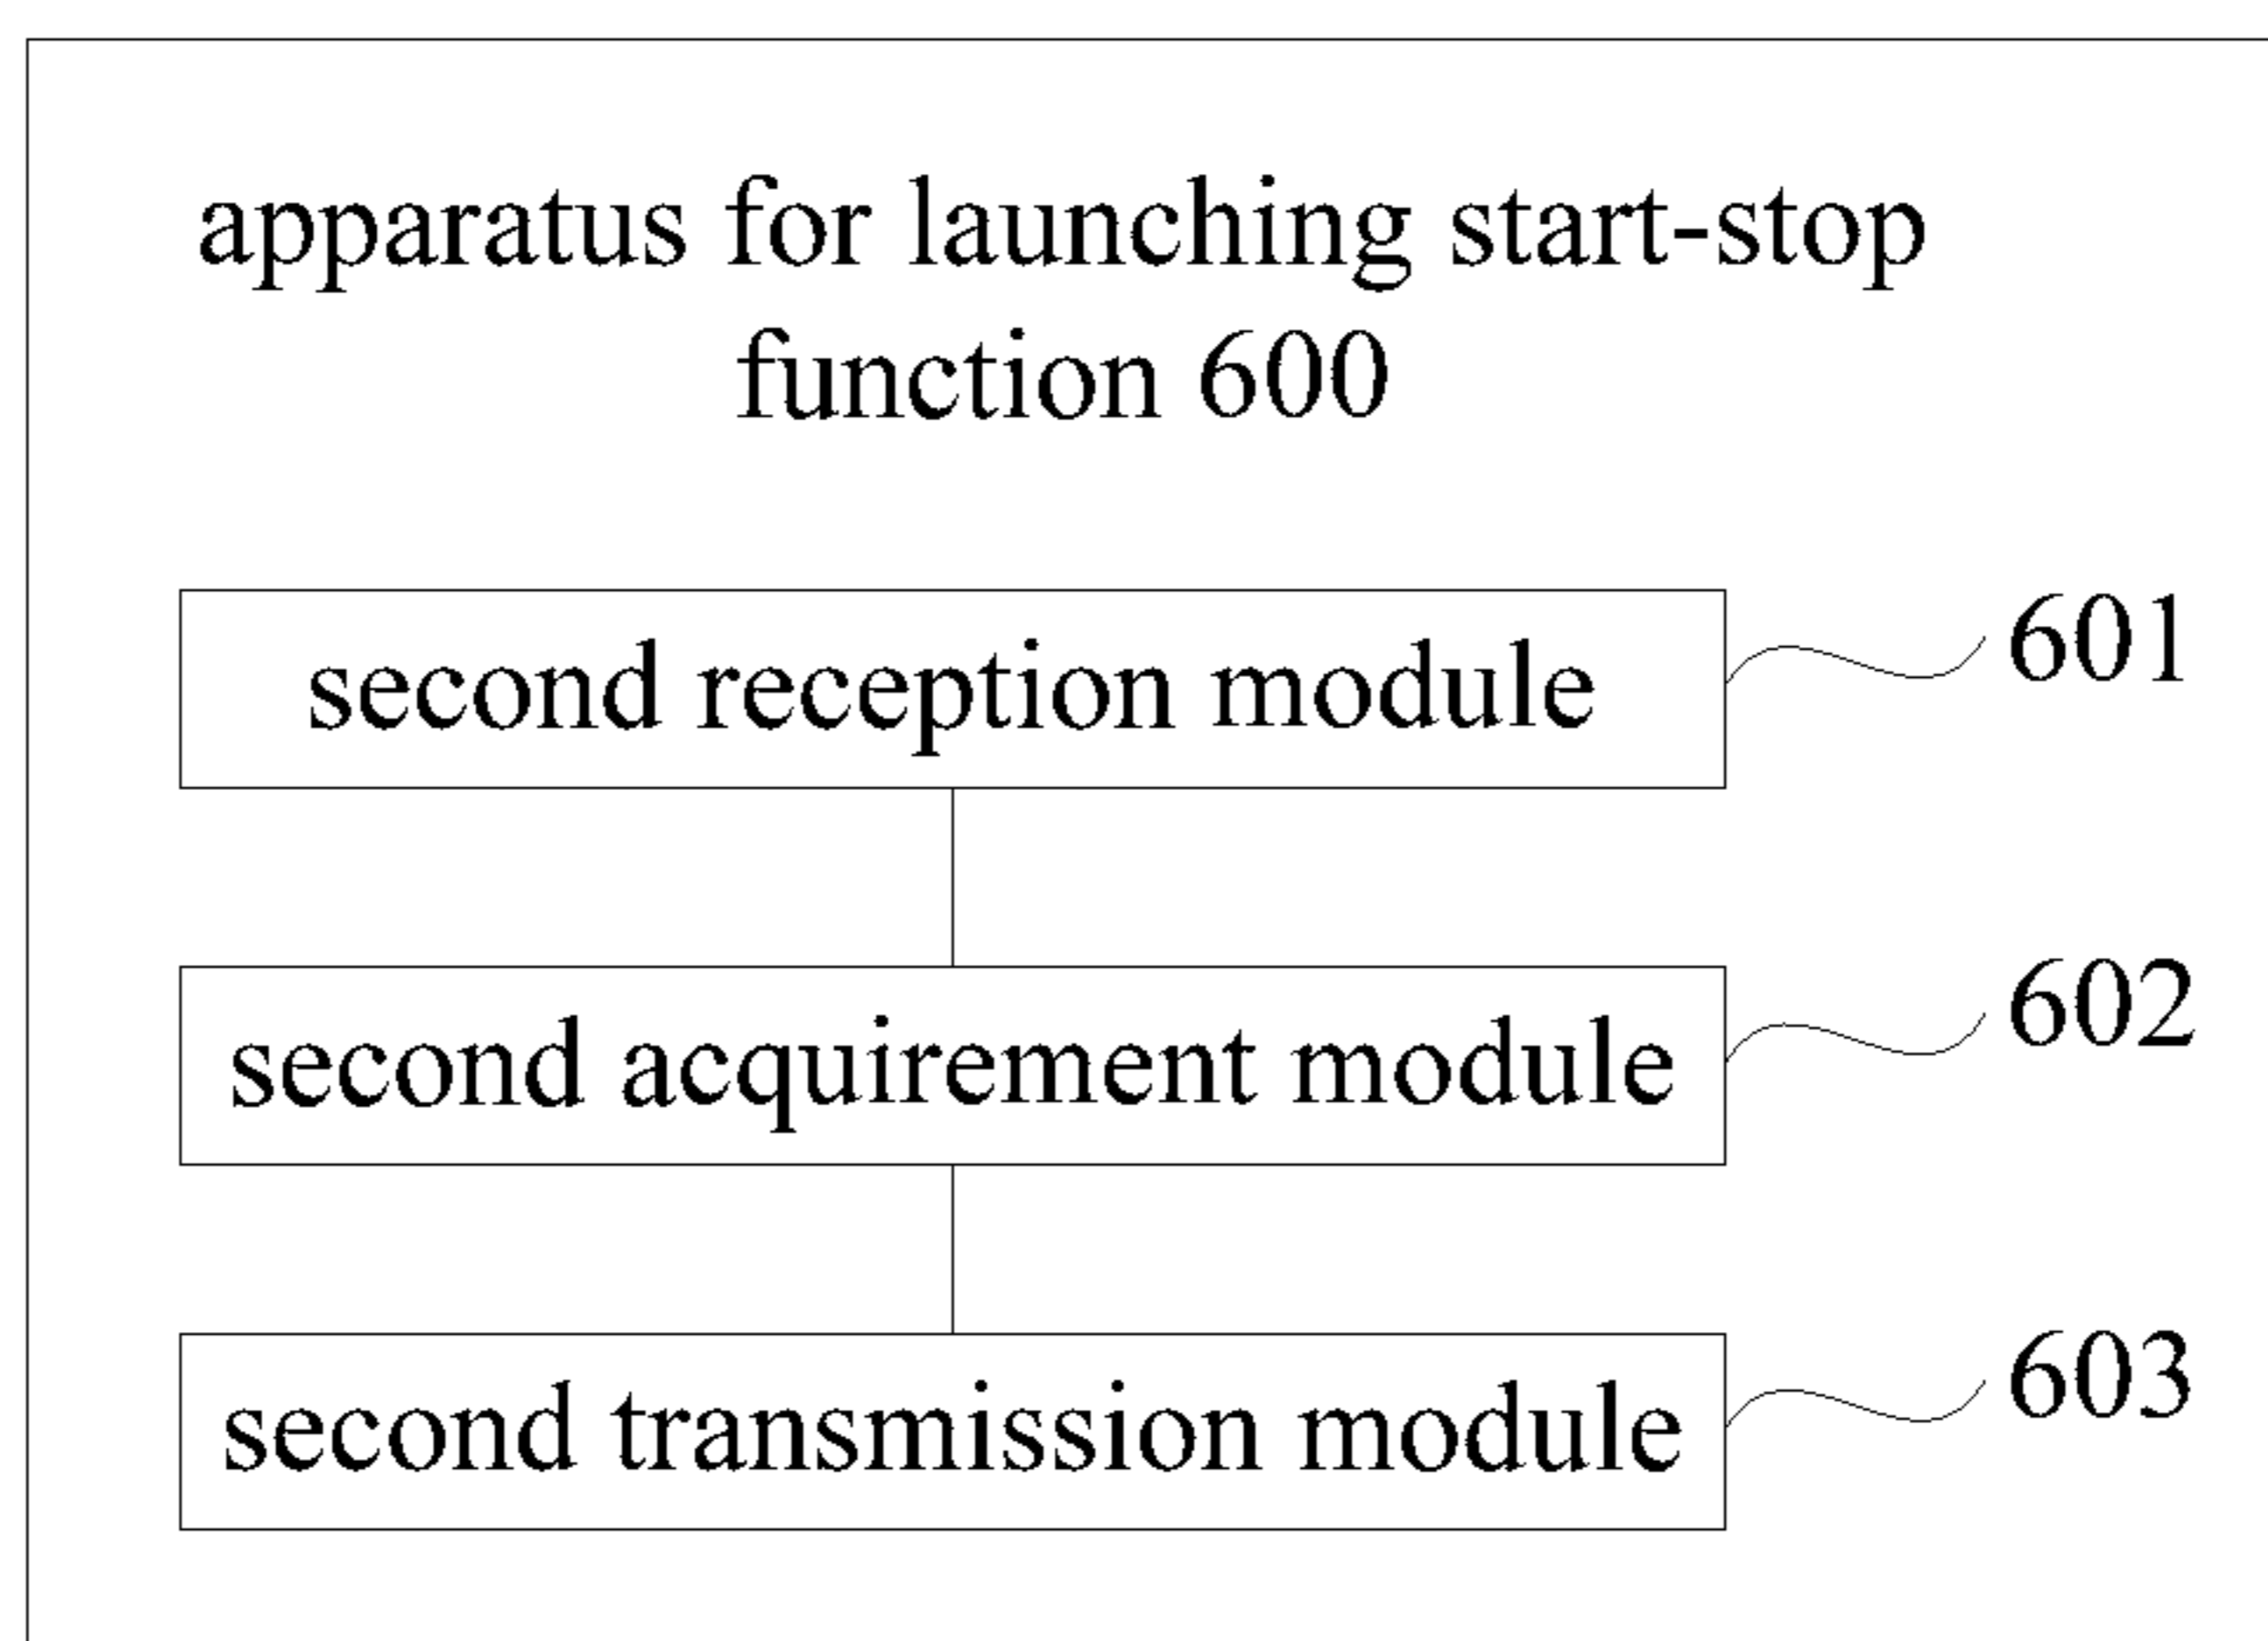 apparatus for launching start-stop
function 600
second reception module
601
second acquirement module
602
second transmission module
603